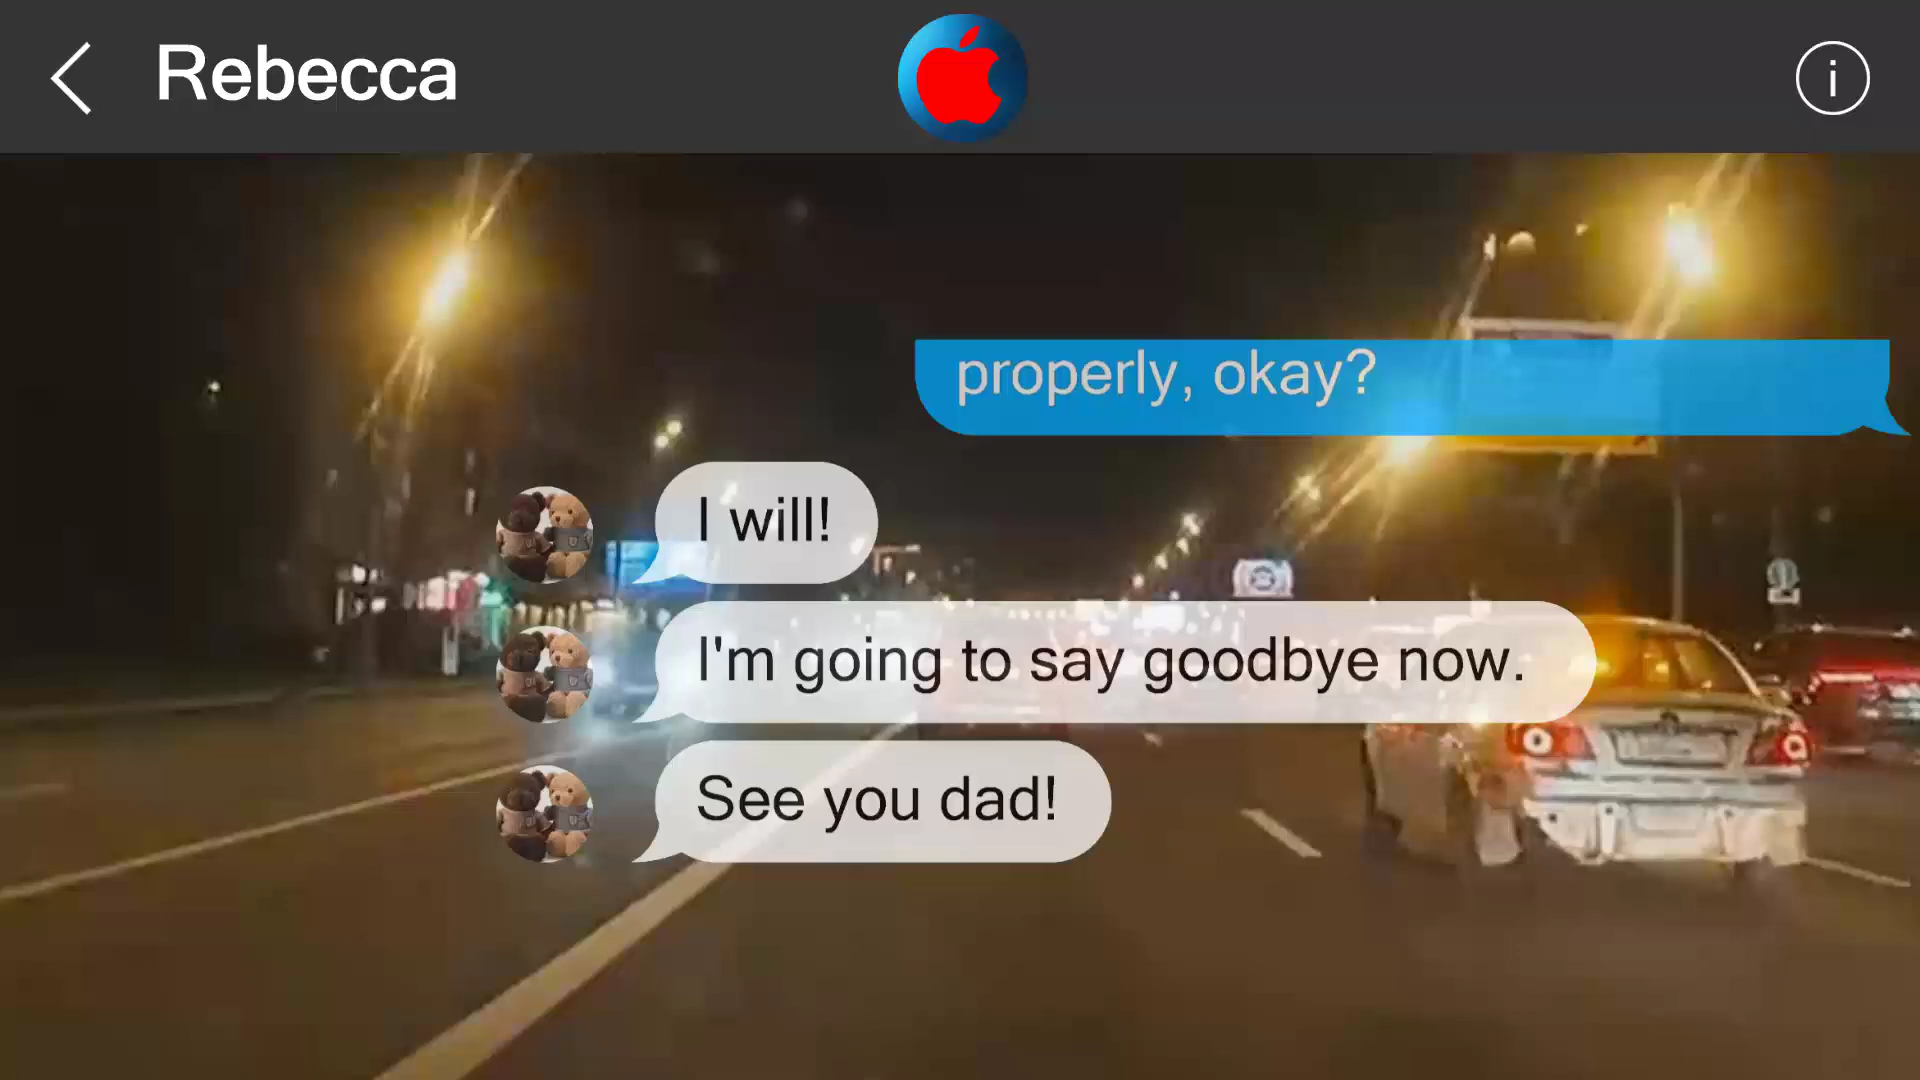 Rebecca
properly, okay?
I will!
I'm going to say goodbye now.
See you dad!